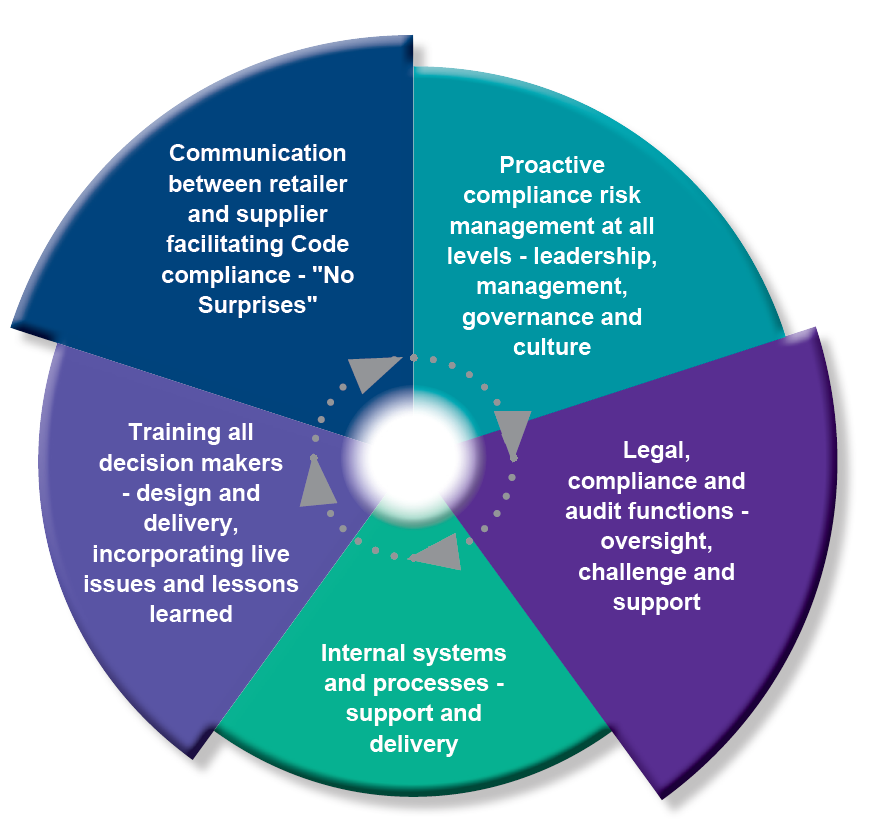 Communication
between retailer
and supplier
facilitating Code
compliance - "No
Surprises"
Proactive
compliance risk
management at all
levels - leadership,
management,
governance and
culture
Legal,
compliance and
audit functions -
oversight,
challenge and
support
Internal systems
and processes -
support and
delivery
Training all
decision makers
- design and
delivery,
incorporating live
issues and lessons
learned